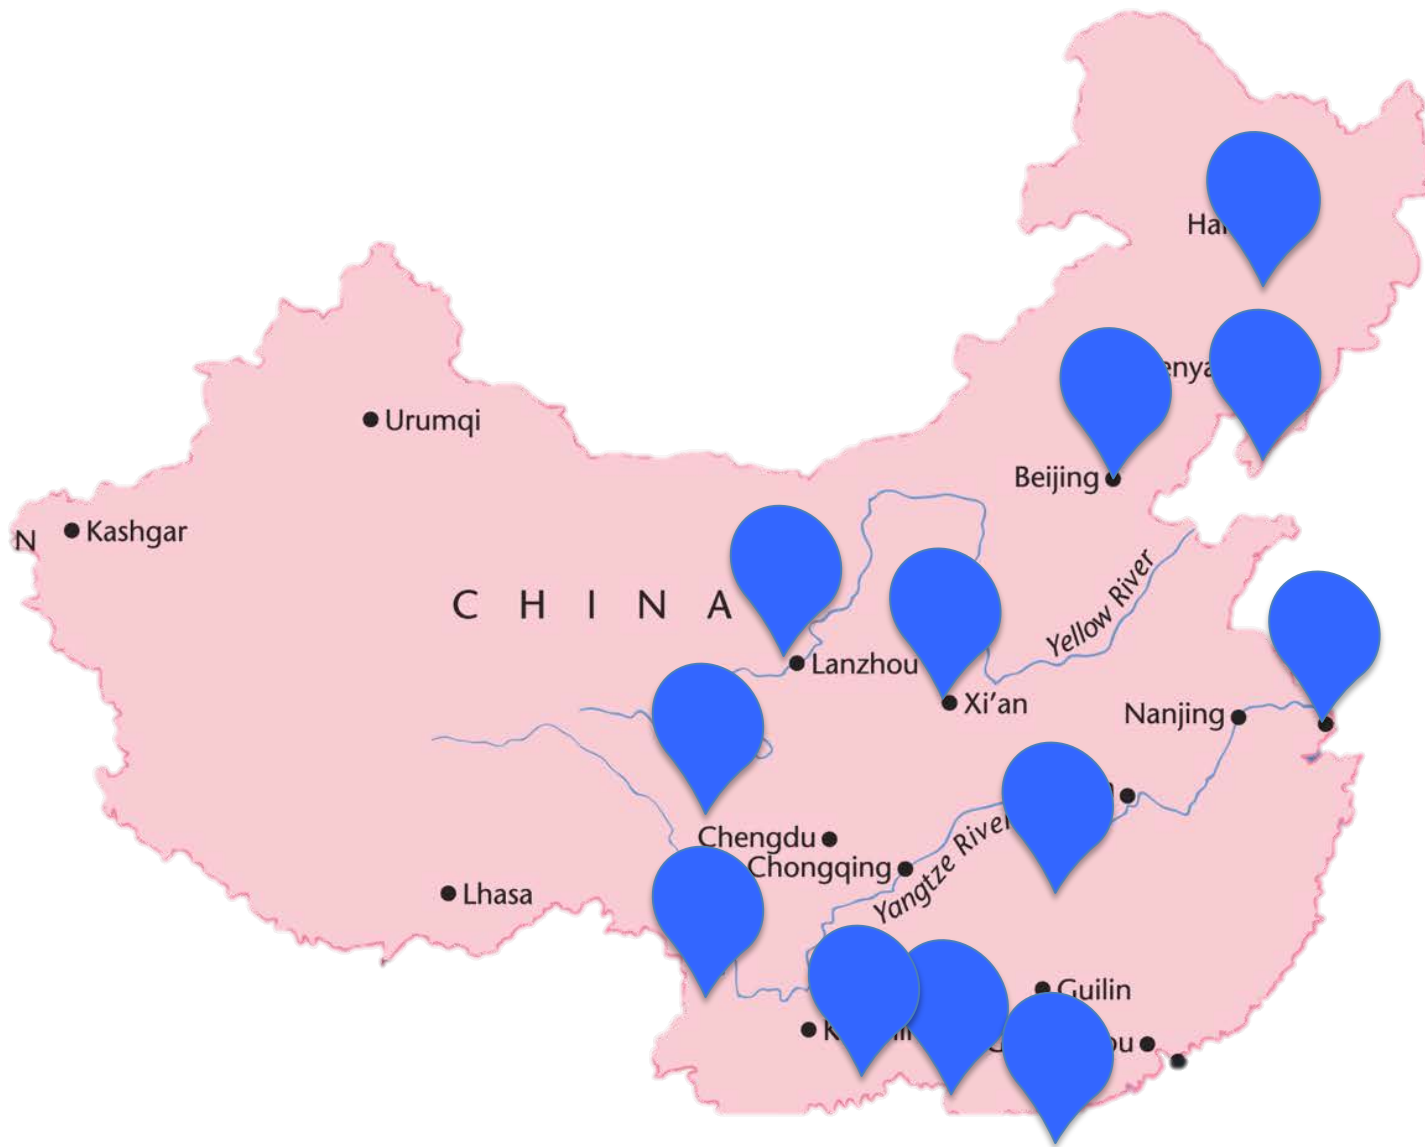 Beijing
Urumqi
Kashgar
N
C H I N A
Yellow River
Lanzhou
Xi’an
Nanjing
Chengdu
Chongqing
Yangtze River
Lhasa
Guilin